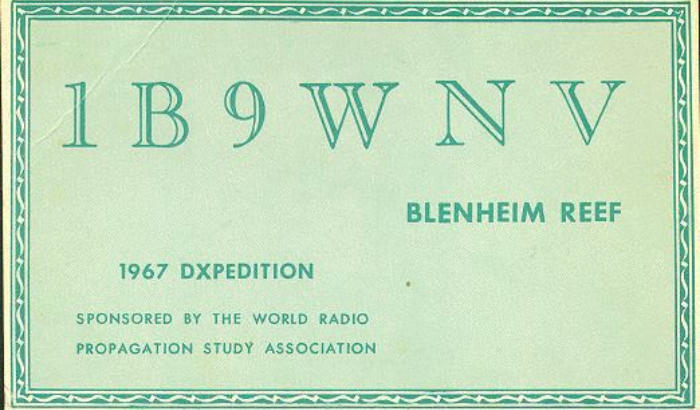 1B9WNV
BLENHEIM REEF
1967 DXPEDITION
SPONSORED BY THE WORLD RADIO
PROPAGATION STUDY ASSOCIATION